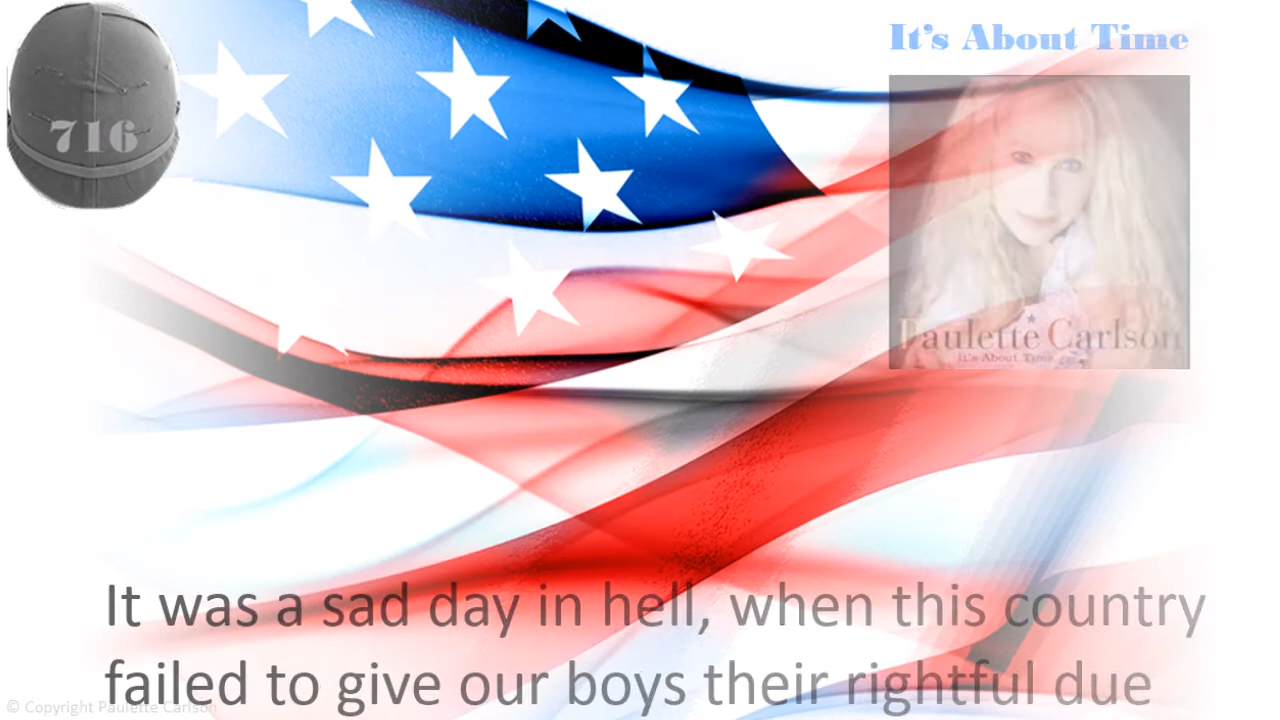 It's About Time
716
Paulette Carlson
It's About Time
It was a sad day in hell, when this country
failed to give our boys their rightful due
© Copyright Paulette Carlson